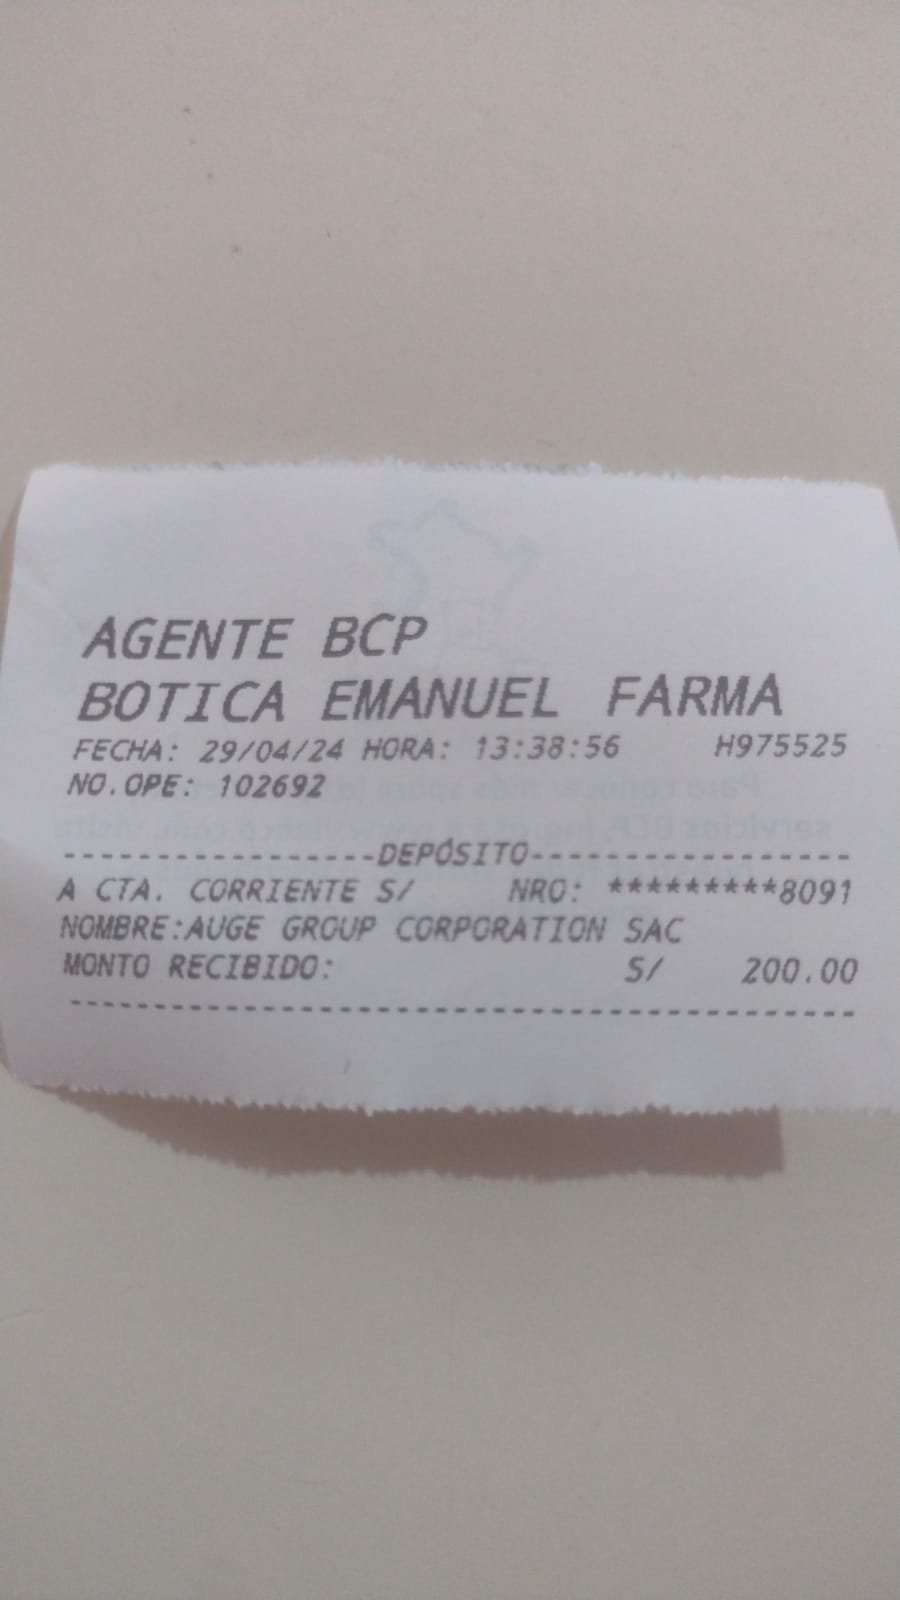 AGENTE BCP
BOTICA EMANUEL FARMA
FECHA: 29/04/24 HORA: 13:38:56 H975525
NO.OPE: 102692
-----------------DEPÓSITO-----------------
A CTA. CORRIENTE S/ NRO: *********8091
NOMBRE:AUGE GROUP CORPORATION SAC
MONTO RECIBIDO: S/ 200.00
------------------------------------------